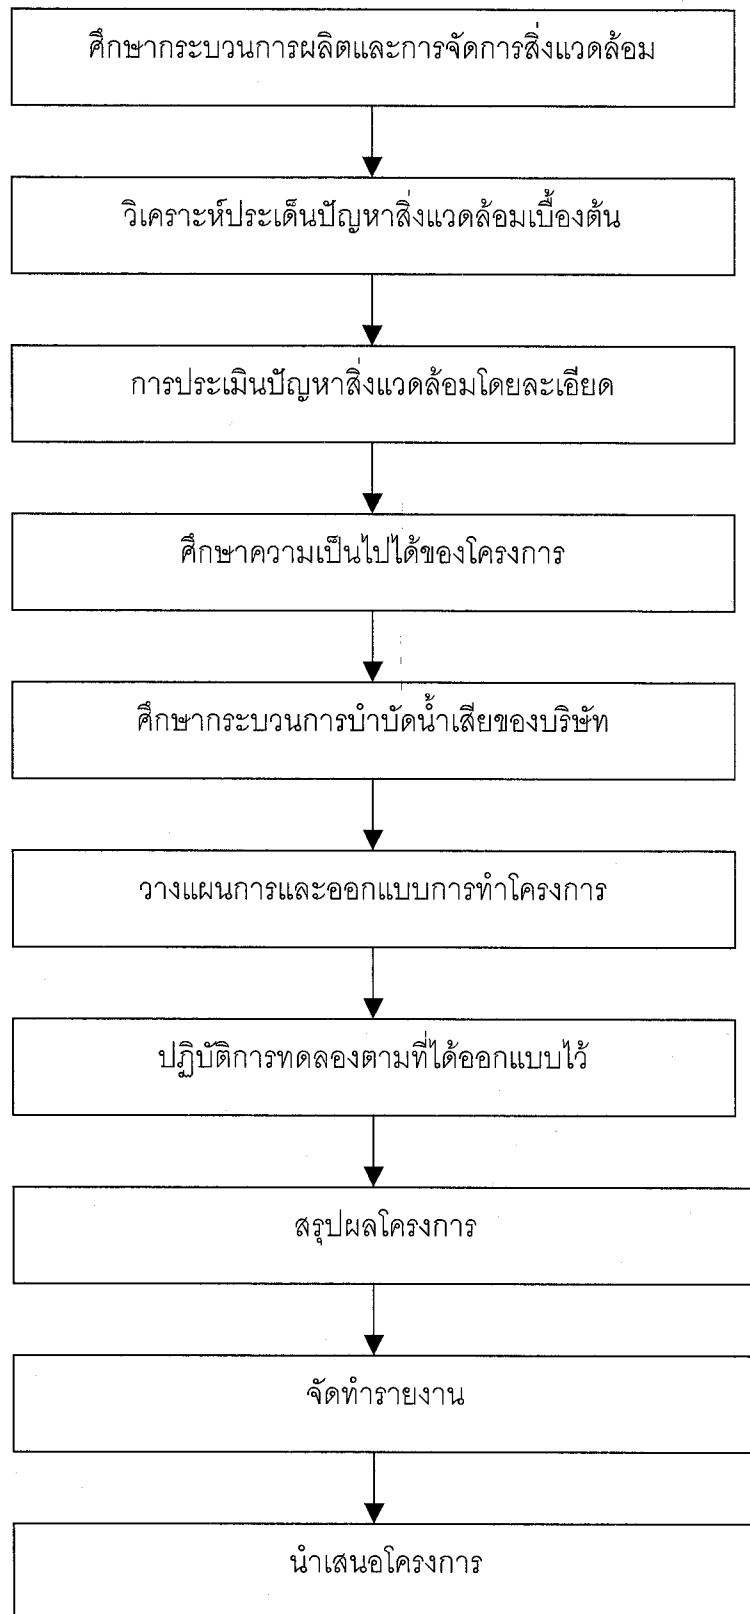 ศึกษากระบวนการผลิตและการจัดการสิ่งแวดล้อม
วิเคราะห์ประเด็นปัญหาสิ่งแวดล้อมเบื้องต้น
การประเมินปัญหาสิ่งแวดล้อมโดยละเอียด
ศึกษาความเป็นไปได้ของโครงการ
ศึกษากระบวนการบำบัดน้ำเสียของบริษัท
วางแผนการและออกแบบการทำโครงการ
ปฏิบัติการทดลองตามที่ได้ออกแบบไว้
สรุปผลโครงการ
จัดทำรายงาน
นำเสนอโครงการ